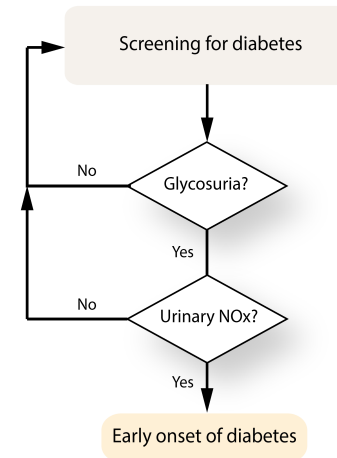 Screening for diabetes
Glycosuria?
No
Yes
Urinary NOx?
No
Yes
Early onset of diabetes